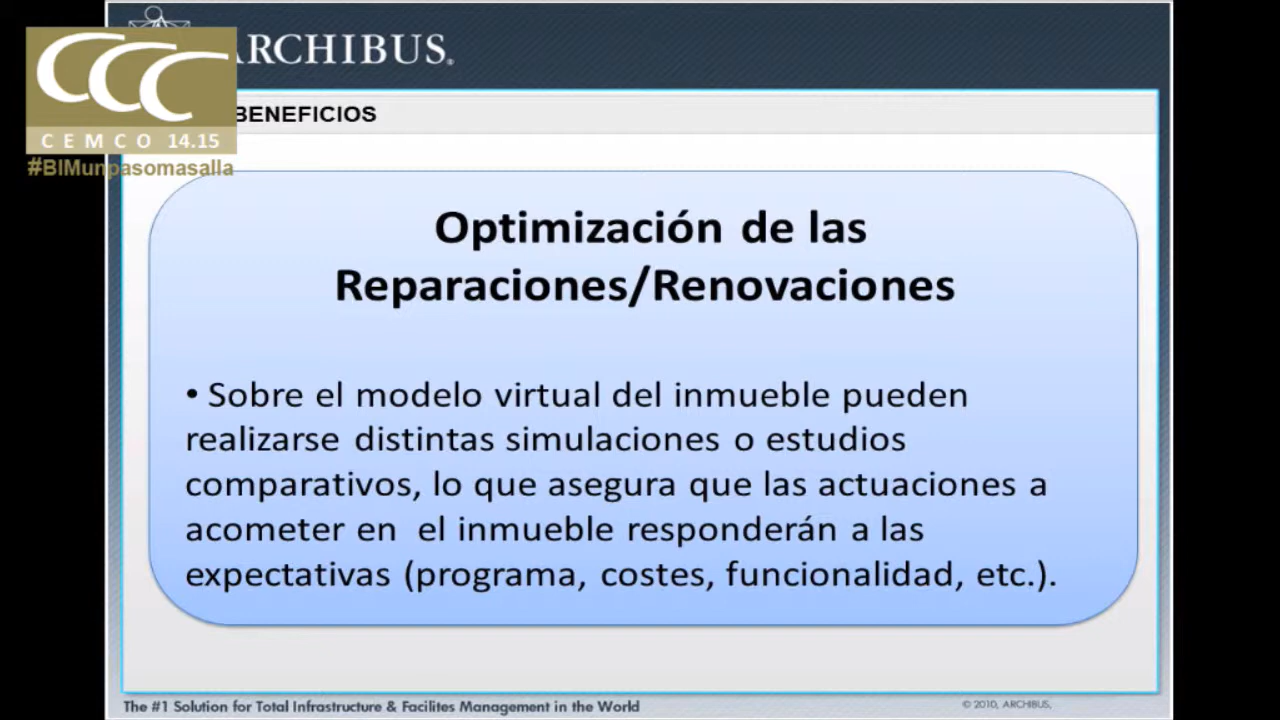 ARCHIBUS.
CCC
CEMCO 14.15
#BIMunpasomasalla
BENEFICIOS
Optimización de las
Reparaciones/Renovaciones
• Sobre el modelo virtual del inmueble pueden
realizarse distintas simulaciones o estudios
comparativos, lo que asegura que las actuaciones a
acometer en el inmueble responderán a las
expectativas (programa, costes, funcionalidad, etc.).
The #1 Solution for Total Infrastructure & Facilites Management in the World
© 2010, ARCHIBUS,